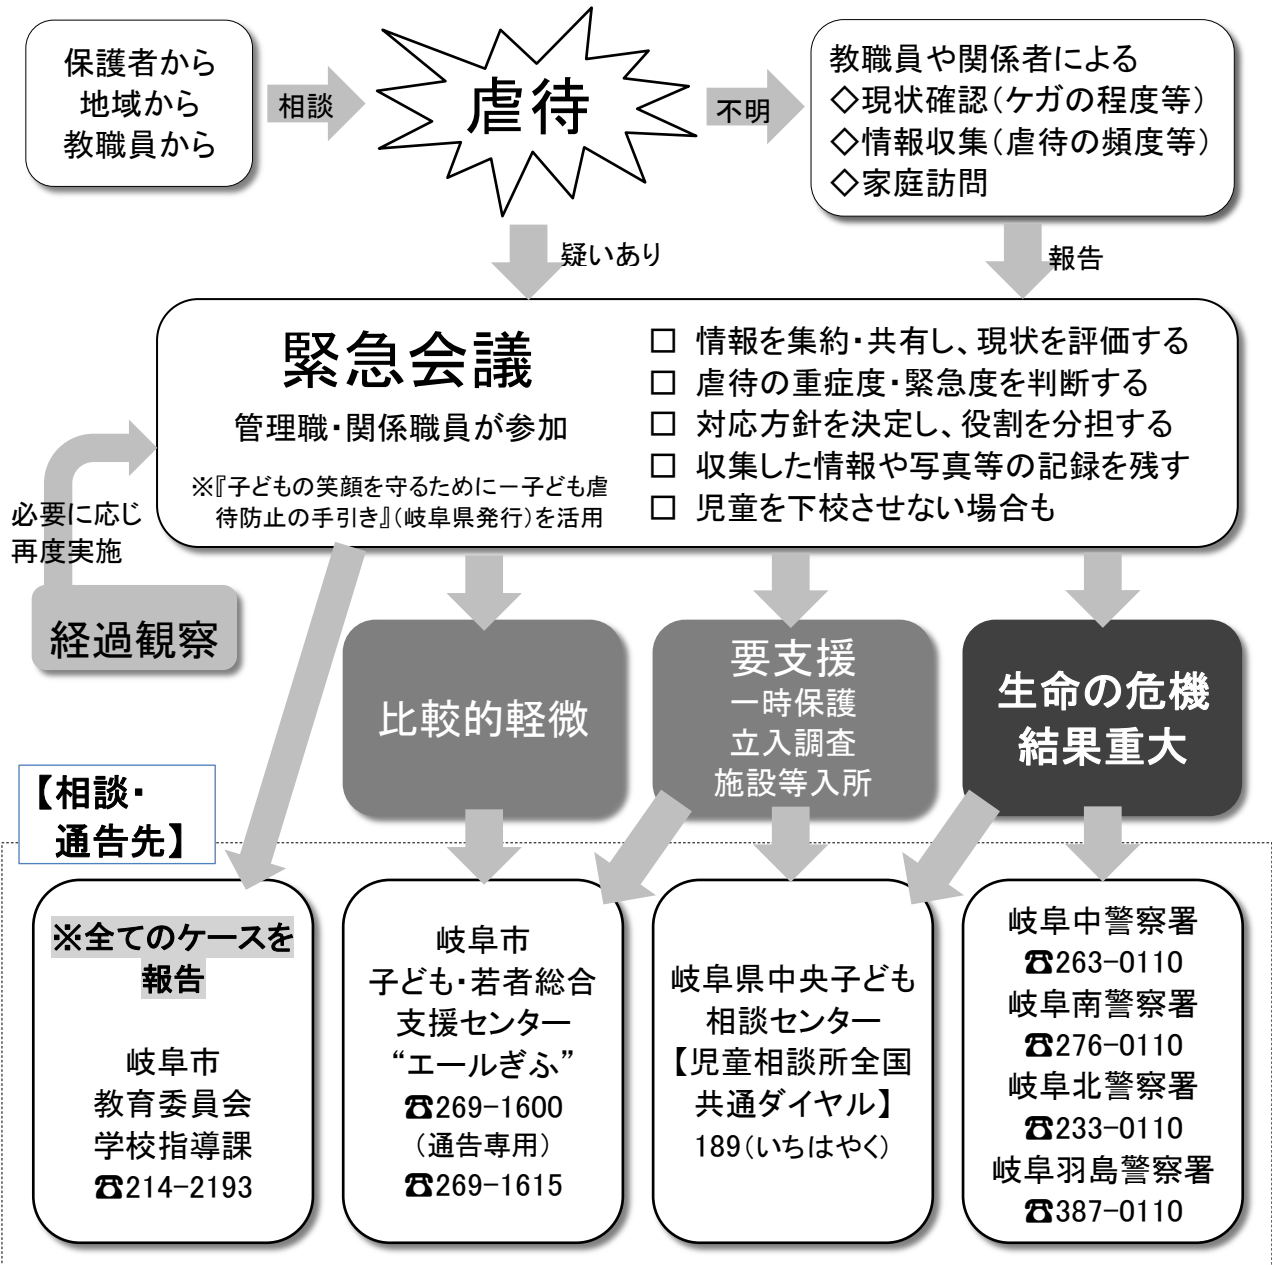 保護者から
地域から
教職員から
相談
虐待
不明
教職員や関係者による
◇現状確認(ケガの程度等)
◇情報収集(虐待の頻度等)
◇家庭訪問
疑いあり
報告
緊急会議
管理職・関係職員が参加
※『子どもの笑顔を守るために－子ども虐
待防止の手引き』(岐阜県発行)を活用
□ 情報を集約・共有し、現状を評価する
□ 虐待の重症度・緊急度を判断する
□ 対応方針を決定し、役割を分担する
□ 収集した情報や写真等の記録を残す
□ 児童を下校させない場合も
必要に応じ
再度実施
経過観察
比較的軽微
要支援
一時保護
立入調査
施設等入所
生命の危機
結果重大
【相談・
通告先】
※全てのケースを
報告
岐阜市
教育委員会
学校指導課
☎214-2193
岐阜市
子ども・若者総合
支援センター
“エールぎふ”
☎269-1600
(通告専用)
☎269-1615
岐阜県中央子ども
相談センター
【児童相談所全国
共通ダイヤル】
189(いちはやく)
岐阜中警察署
☎263-0110
岐阜南警察署
☎276-0110
岐阜北警察署
☎233-0110
岐阜羽島警察署
☎387-0110